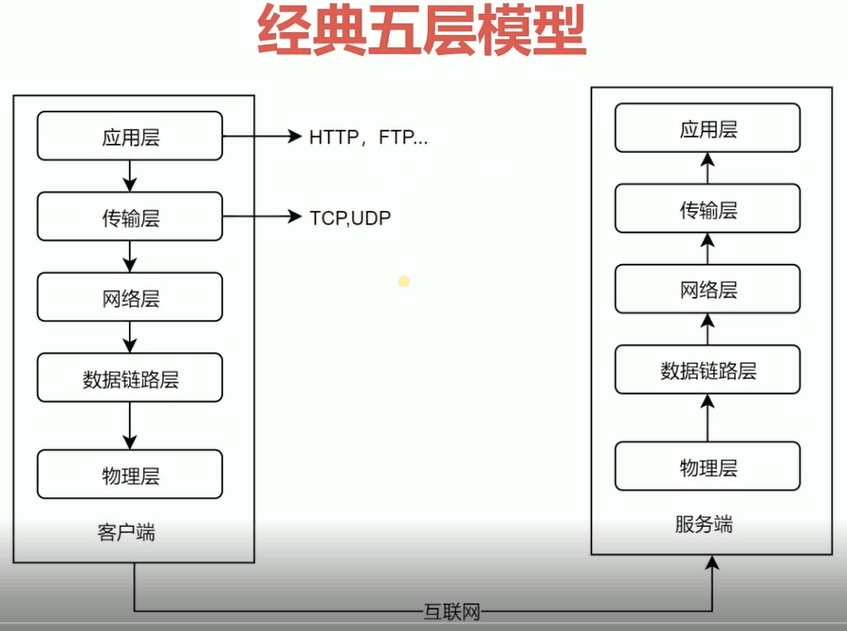 经典五层模型
应用层
HTTP，FTP...
传输层
TCP,UDP
网络层
数据链路层
物理层
客户端
应用层
传输层
网络层
数据链路层
物理层
服务端
互联网